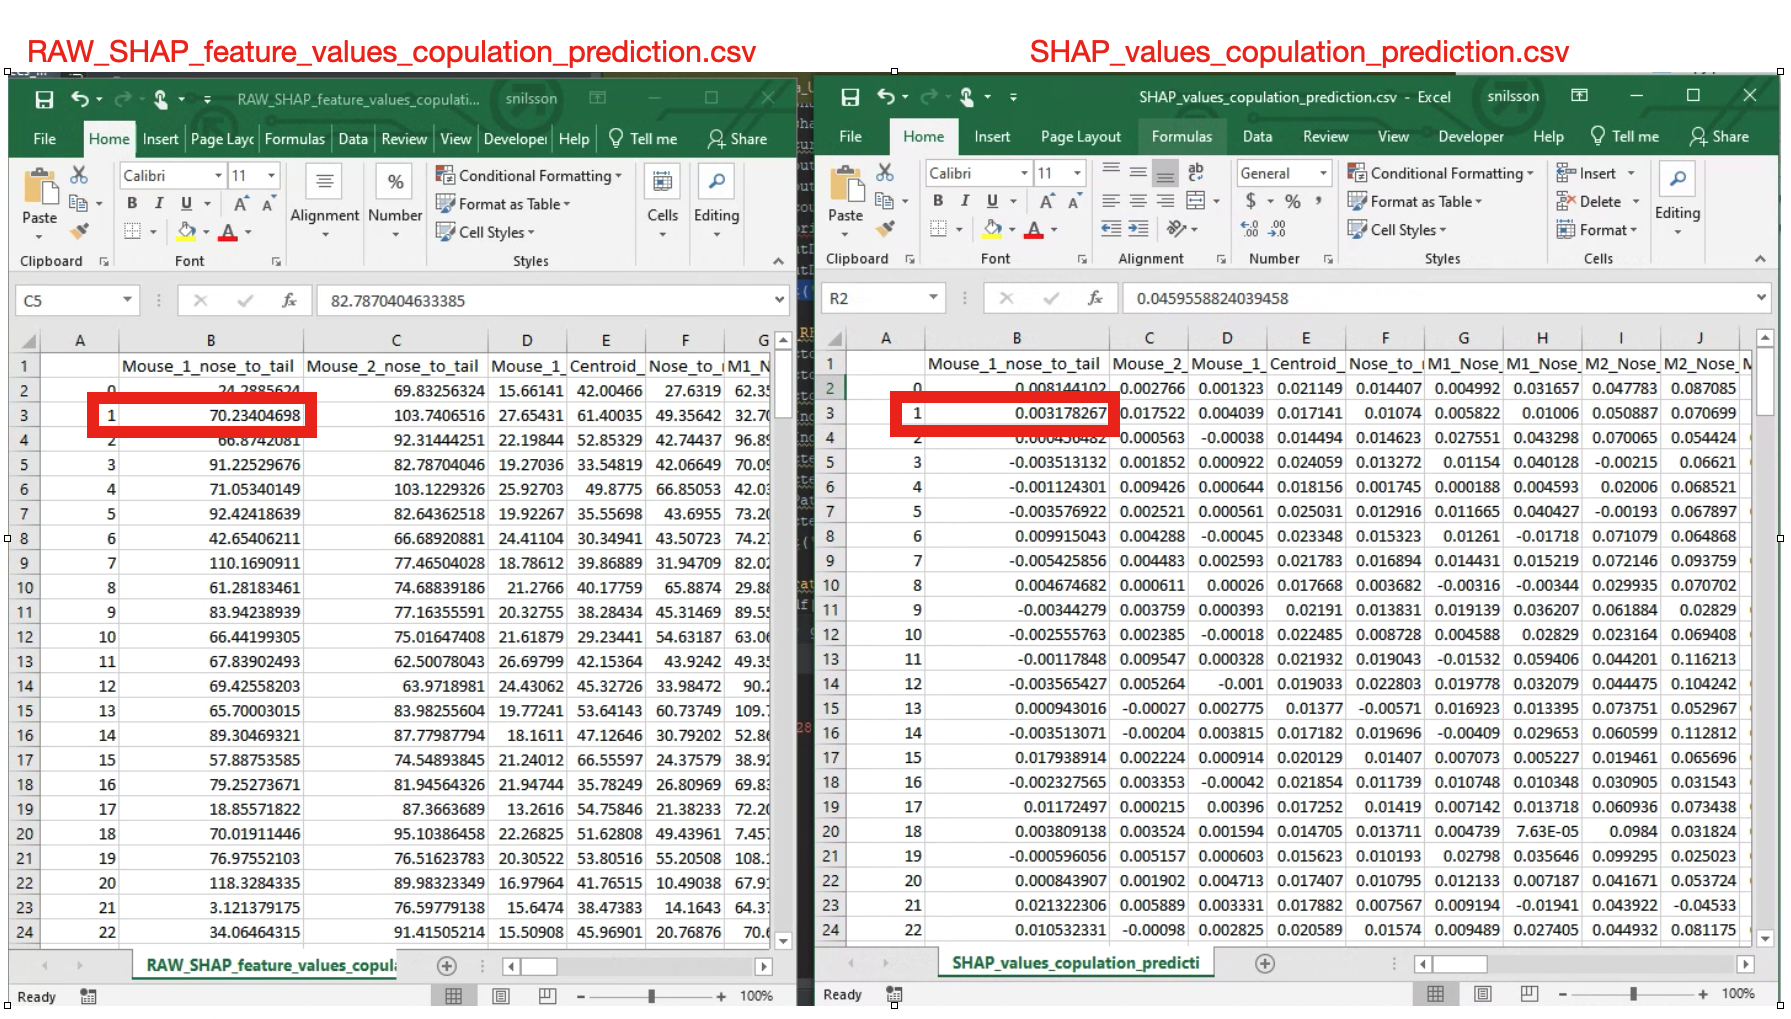 RAW_SHAP_feature_values_copulation_prediction.csv
RAW_SHAP_feature_values_copulati... snilsson
File Home Insert Page Layc Formulas Data Review View Developer Help Tell me Share
Paste
Clipboard
Calibri 11
B I U A A
A
Font
Alignment
%
Number
Conditional Formatting
Format as Table
Cell Styles
Styles
Cells
Editing
C5 fx 82.7870404633385
A B C D E F G
1 Mouse_1_nose_to_tail Mouse_2_nose_to_tail Mouse_1_ Centroid_ Nose_to_ M1_N
2 0 24.2885624 69.83256324 15.66141 42.00466 27.6319 62.35
3 1 70.23404698 103.7406516 27.65431 61.40035 49.35642 32.70
4 2 66.8742081 92.31444251 22.19844 52.85329 42.74437 96.89
5 3 91.22529676 82.78704046 19.27036 33.54819 42.06649 70.09
6 4 71.05340149 103.1229326 25.92703 49.8775 66.85053 42.03
7 5 92.42418639 82.64362518 19.92267 35.55698 43.6955 73.20
8 6 42.65406211 66.68920881 24.41104 30.34941 43.50723 74.27
9 7 110.1690911 77.46504028 18.78612 39.86889 31.94709 82.02
10 8 61.28183461 74.68839186 21.2766 40.17759 65.8874 29.88
11 9 83.94238939 77.16355591 20.32755 38.28434 45.31469 89.55
12 10 66.44199305 75.01647408 21.61879 29.23441 54.63187 63.06
13 11 67.83902493 62.50078043 26.69799 42.15364 43.9242 49.35
14 12 69.42558203 63.9718981 24.43062 45.32726 33.98472 90.2
15 13 65.70003015 83.98255604 19.77241 53.64143 60.73749 109.7
16 14 89.30469321 87.77987794 18.1611 47.12646 30.79202 52.86
17 15 57.88753585 74.54893845 21.24012 66.55597 24.37579 38.92
18 16 79.25273671 81.94564326 21.94744 35.78249 26.80969 69.83
19 17 18.85571822 87.3663689 13.2616 54.75846 21.38233 72.20
20 18 70.01911446 95.10386458 22.26825 51.62808 49.43961 7.457
21 19 76.97552103 76.51623783 20.30522 53.80516 55.20508 108.1
22 20 118.3284335 89.98323349 16.97964 41.76515 10.49038 67.91
23 21 3.121379175 76.59779138 15.6474 38.47383 14.1643 64.37
24 22 34.06464315 91.41505214 15.50908 45.96901 20.76876 70.6
RAW_SHAP_feature_values_copula
Ready 100%
SHAP_values_copulation_prediction.csv
SHAP_values_copulation_prediction.csv - Excel snilsson
File Home Insert Page Layout Formulas Data Review View Developer Help Tell me Share
Paste
Clipboard
Calibri 11
B I U A A
A
Font
ab
Alignment
General
$ % ,
.00 .00
Number
Conditional Formatting
Format as Table
Cell Styles
Styles
Insert
Delete
Format
Cells
Editing
R2 fx 0.0459558824039458
A B C D E F G H I J
1 Mouse_1_nose_to_tail Mouse_2_ Mouse_1_ Centroid_ Nose_to_ M1_Nose_ M1_Nose_ M2_Nose_ M2_Nose_ M
2 0 0.008144102 0.002766 0.001323 0.021149 0.014407 0.004992 0.031657 0.047783 0.087085
3 1 0.003178267 0.017522 0.004039 0.017141 0.01074 0.005822 0.01006 0.050887 0.070699
4 2 0.000456482 0.000563 -0.00038 0.014494 0.014623 0.027551 0.043298 0.070065 0.054424
5 3 -0.003513132 0.001852 0.000922 0.024059 0.013272 0.01154 0.040128 -0.00215 0.06621
6 4 -0.001124301 0.009426 0.000644 0.018156 0.001745 0.000188 0.004593 0.02006 0.068521
7 5 -0.003576922 0.002521 0.000561 0.025031 0.012916 0.011665 0.040427 -0.00193 0.067897
8 6 0.009915043 0.004288 -0.00045 0.023348 0.015323 0.01261 -0.01718 0.071079 0.064868
9 7 -0.005425856 0.004483 0.002593 0.021783 0.016894 0.014431 0.015219 0.072146 0.093759
10 8 0.004674682 0.000611 0.00026 0.017668 0.003682 -0.00316 -0.00344 0.029935 0.070702
11 9 -0.00344279 0.003759 0.000393 0.02191 0.013831 0.019139 0.036207 0.061884 0.02829
12 10 -0.002555763 0.002385 -0.00018 0.022485 0.008728 0.004588 0.02829 0.023164 0.069408
13 11 -0.00117848 0.009547 0.000328 0.021932 0.019043 -0.01532 0.059406 0.044201 0.116213
14 12 -0.003565427 0.005264 -0.001 0.019033 0.022803 0.019778 0.032079 0.044475 0.104242
15 13 0.000943016 -0.00027 0.002775 0.01377 -0.00571 0.016923 0.013395 0.073751 0.052967
16 14 -0.003513071 -0.00204 0.003815 0.017182 0.019696 -0.00409 0.029653 0.060599 0.112812
17 15 0.017938914 0.002224 0.000914 0.020129 0.01407 0.007073 0.005227 0.019461 0.065696
18 16 -0.002327565 0.003353 -0.00042 0.021854 0.011739 0.010748 0.010348 0.030905 0.031543
19 17 0.01172497 0.000215 0.00396 0.017252 0.01419 0.007142 0.013718 0.060936 0.073438
20 18 0.003809138 0.003524 0.001594 0.014705 0.013711 0.004739 7.63E-05 0.0984 0.031824
21 19 -0.000596056 0.005157 0.000603 0.015623 0.010193 0.02798 0.035646 0.099295 0.025023
22 20 0.000843907 0.001902 0.004713 0.017407 0.010795 0.012133 0.007187 0.041671 0.053724
23 21 0.021322306 0.005889 0.003331 0.017882 0.007567 0.009194 -0.01941 0.043922 -0.04533
24 22 0.010532331 -0.00098 0.002825 0.020589 0.01574 0.009489 0.027405 0.044932 0.081175
SHAP_values_copulation_predicti
Ready 100%